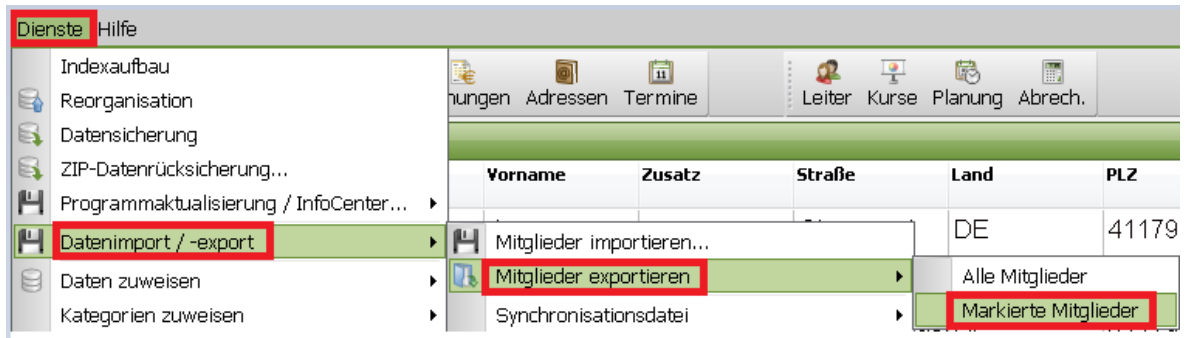 Dienste Hilfe
Indexaufbau
Reorganisation
Datensicherung
ZIP-Datenrücksicherung...
Programmaktualisierung / InfoCenter...
Datenimport / -export
Daten zuweisen
Kategorien zuweisen
Adressen Termine Leiter Kurse Planung Abrech.
Vorname Zusatz Straße Land PLZ
DE 41179
Mitglieder importieren...
Mitglieder exportieren
Synchronisationsdatei
Alle Mitglieder
Markierte Mitglieder